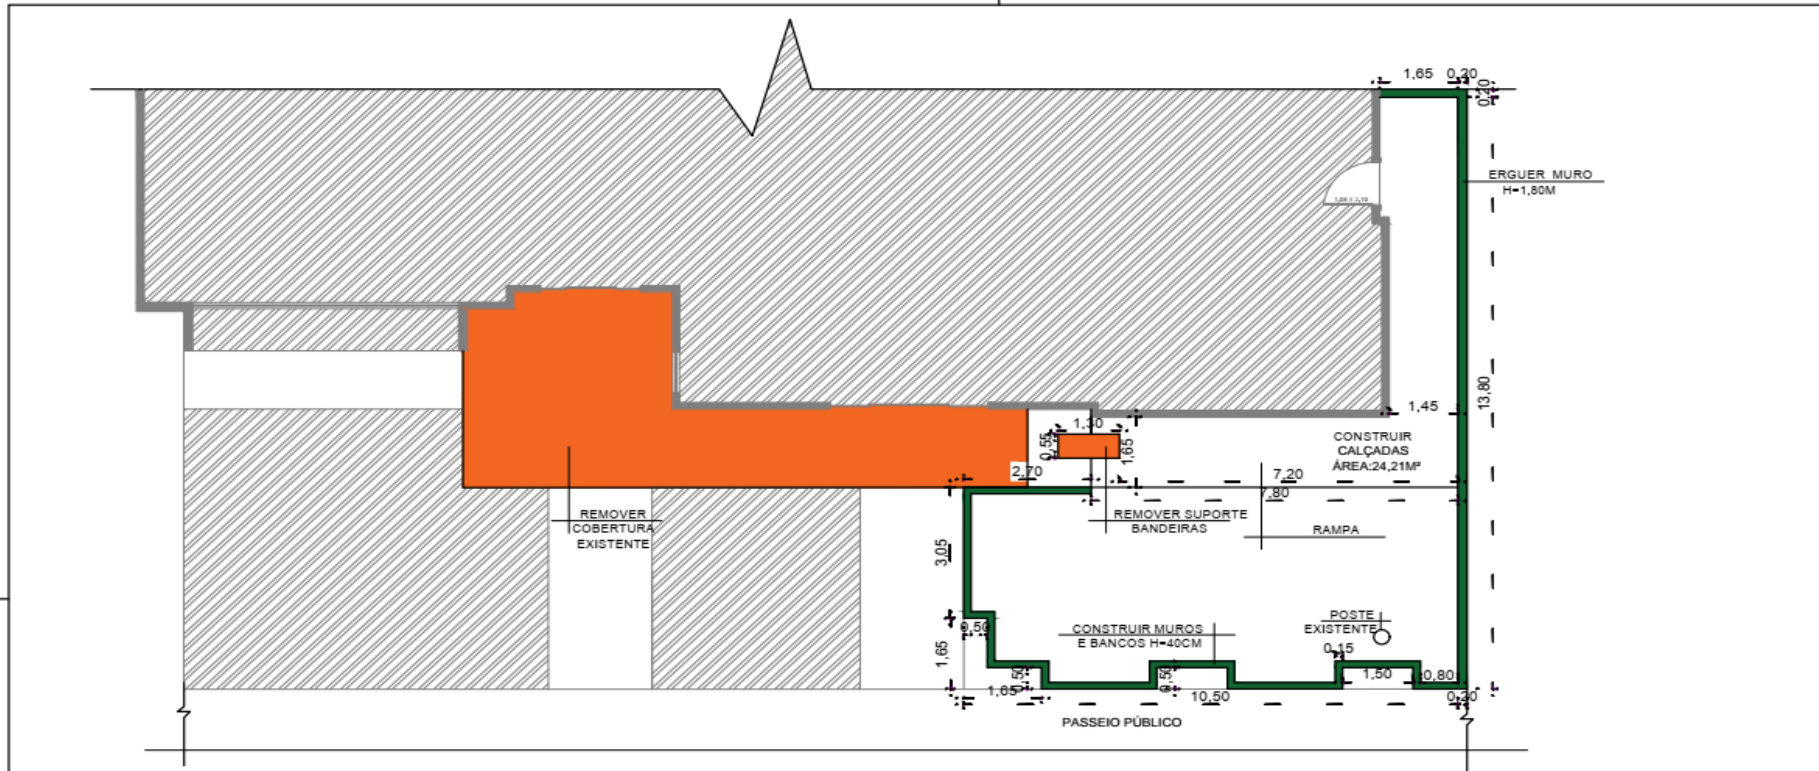 1,65 0,20
0,20
ERGUER MURO
H=1,80M
13,80
1,45
CONSTRUIR
CALÇADAS
ÁREA:24,21M²
1,30
0,55
1,65
2,70
7,20
7,80
REMOVER
COBERTURA
EXISTENTE
REMOVER SUPORTE
BANDEIRAS
RAMPA
3,05
POSTE
EXISTENTE
CONSTRUIR MUROS
E BANCOS H=40CM
0,50
1,65
0,15
0,50
0,50
1,50
0,80
1,65
10,50
0,20
PASSEIO PÚBLICO